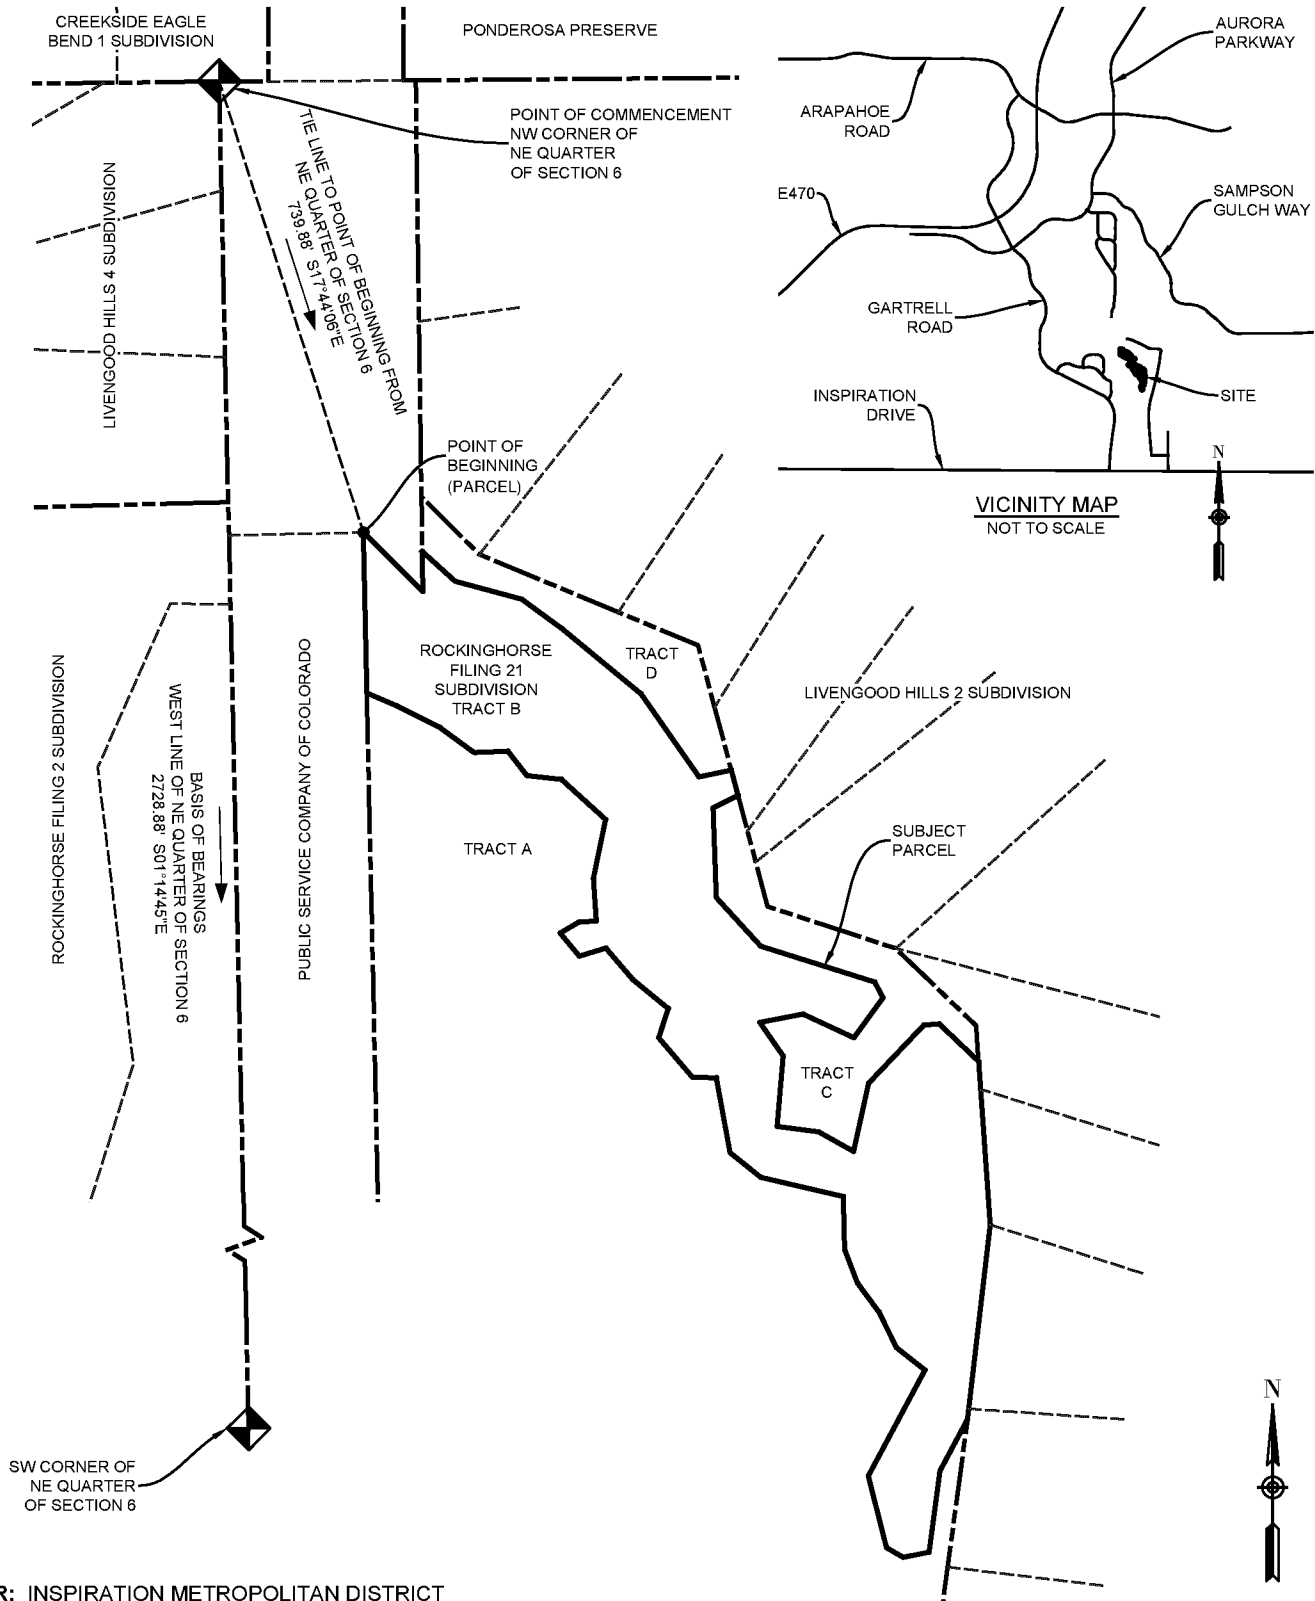 CREEKSIDE EAGLE
BEND 1 SUBDIVISION
PONDEROSA PRESERVE
POINT OF COMMENCEMENT
NW CORNER OF
NE QUARTER
OF SECTION 6
TIE LINE TO POINT OF BEGINNING FROM
NE QUARTER OF SECTION 6
739.88' S17°44'06"E
LIVENGOOD HILLS 4 SUBDIVISION
AURORA
PARKWAY
ARAPAHOE
ROAD
E470
SAMPSON
GULCH WAY
GARTRELL
ROAD
INSPIRATION
DRIVE
SITE
N
VICINITY MAP
NOT TO SCALE
POINT OF
BEGINNING
(PARCEL)
ROCKINGHORSE
FILING 21
SUBDIVISION
TRACT B
TRACT
D
LIVENGOOD HILLS 2 SUBDIVISION
ROCKINGHORSE FILING 2 SUBDIVISION
BASIS OF BEARINGS
WEST LINE OF NE QUARTER OF SECTION 6
2728.88' S01°14'45"E
PUBLIC SERVICE COMPANY OF COLORADO
TRACT A
SUBJECT
PARCEL
TRACT
C
N
SW CORNER OF
NE QUARTER
OF SECTION 6
R: INSPIRATION METROPOLITAN DISTRICT